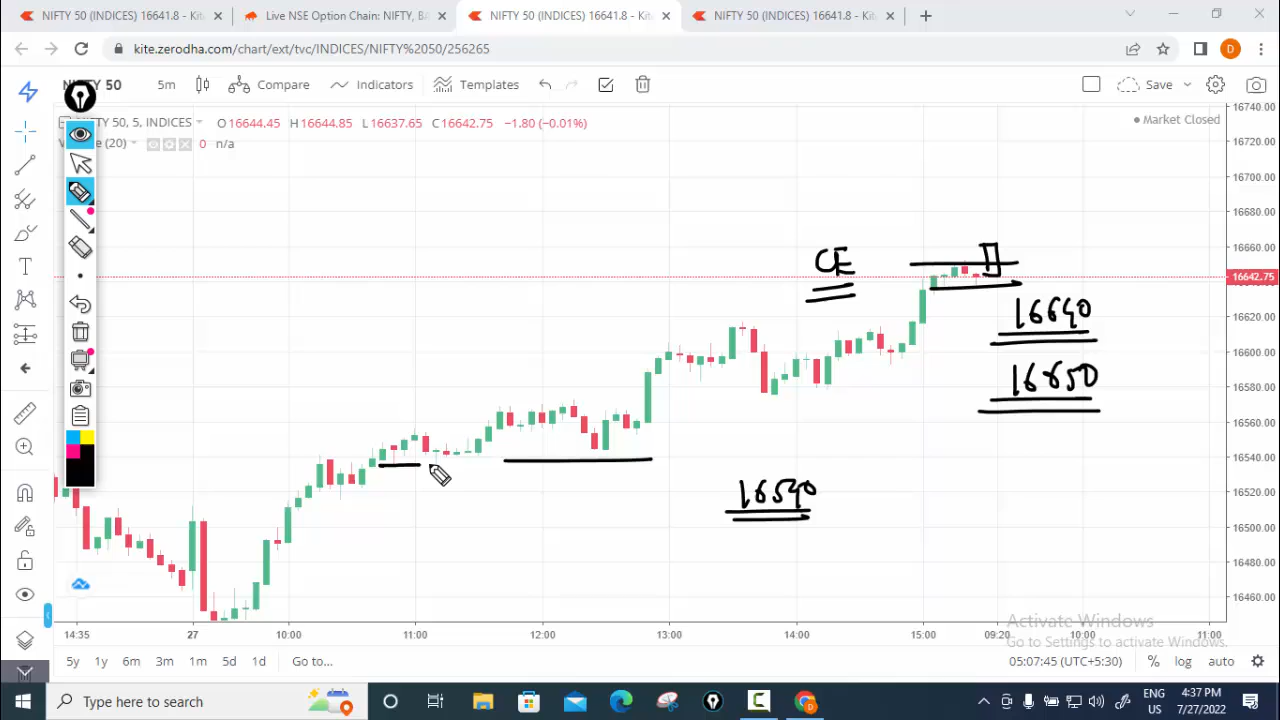 NIFTY 50 (INDICES) 16641.8 - Kit
Live NSE Option Chain: NIFTY, BA
NIFTY 50 (INDICES) 16641.8 - Kit
NIFTY 50 (INDICES) 16641.8 - Kit
kite.zerodha.com/chart/ext/tvc/INDICES/NIFTY%2050/256265
NIFTY 50 5m Compare Indicators Templates Save
NIFTY 50, 5, INDICES O16644.45 H16644.85 L16637.65 C16642.75 −1.80 (−0.01%)
(20) 0 n/a
Market Closed
16740.00
16720.00
16700.00
16680.00
16660.00
16642.75
16620.00
16600.00
16580.00
16560.00
16540.00
16520.00
16500.00
16480.00
16460.00
CE
16640
16650
16540
14:35 27 10:00 11:00 12:00 13:00 14:00 15:00 09:20 10:00 11:00
Activate Windows
Go to Settings to activate Windows.
5y 1y 6m 3m 1m 5d 1d Go to... 05:07:45 (UTC+5:30) % log auto
Type here to search
ENG
US
4:37 PM
7/27/2022